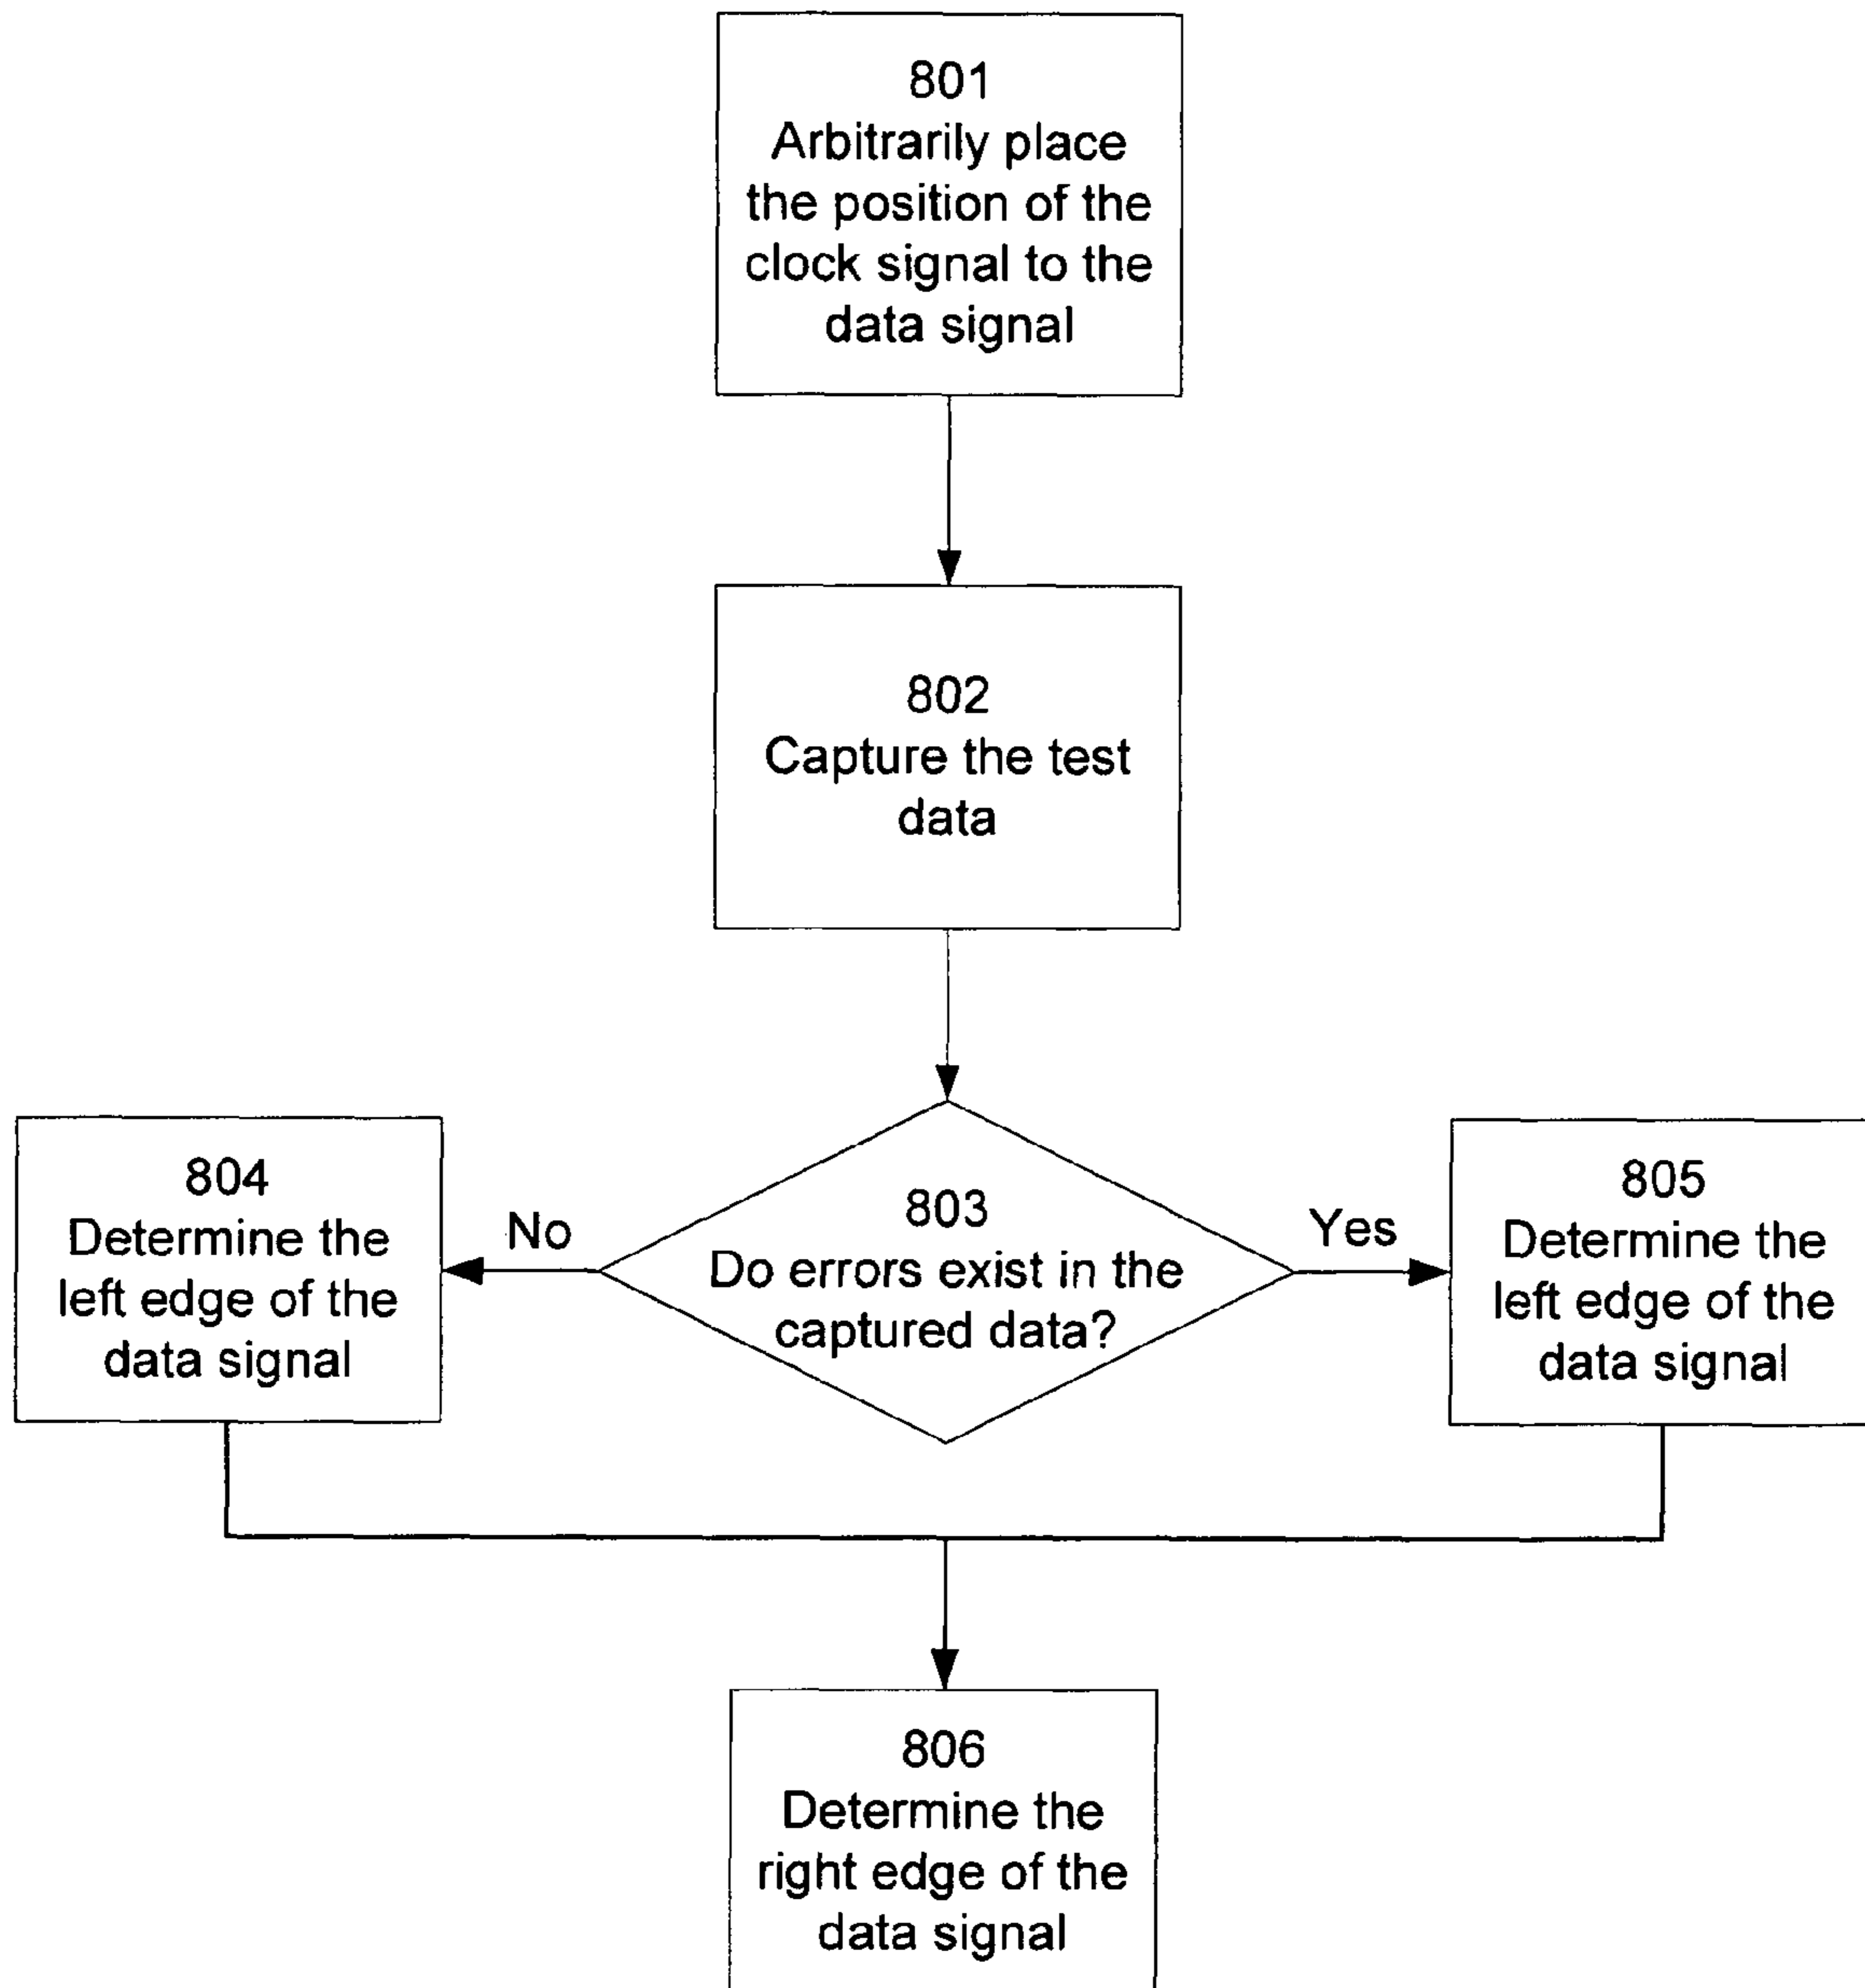 801
Arbitrarily place
the position of the
clock signal to the
data signal
802
Capture the test
data
804
Determine the
left edge of the
data signal
No
803
Do errors exist in the
captured data?
Yes
805
Determine the
left edge of the
data signal
806
Determine the
right edge of the
data signal